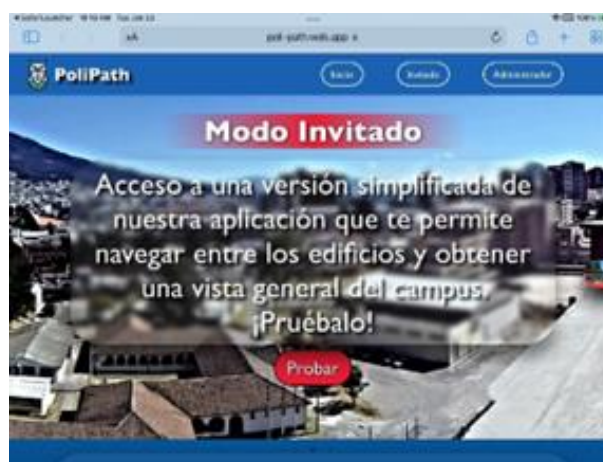 PoliPath
Inicio
Invitado
Administrador
Modo Invitado
Acceso a una versión simplificada de
nuestra aplicación que te permite
navegar entre los edificios y obtener
una vista general del campus.
¡Pruébalo!
Probar